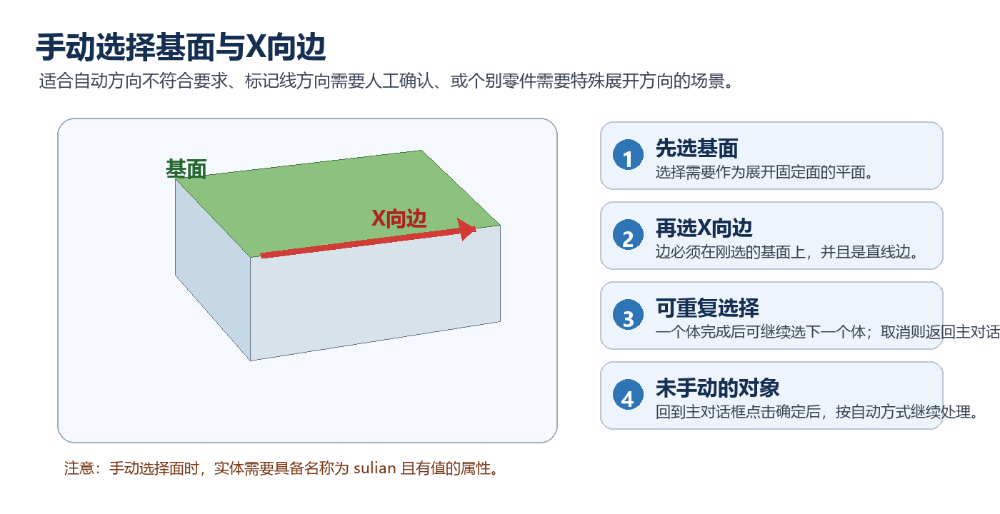 手动选择基面与X向边
适合自动方向不符合要求、标记线方向需要人工确认、或个别零件需要特殊展开方向的场景。
基面
X向边
1
先选基面
选择需要作为展开固定面的平面。
2
再选X向边
边必须在刚选的基面上，并且是直线边。
3
可重复选择
一个体完成后可继续选下一个体；取消则返回主对话
4
未手动的对象
回到主对话框点击确定后，按自动方式继续处理。
注意：手动选择面时，实体需要具备名称为 sulian 且有值的属性。